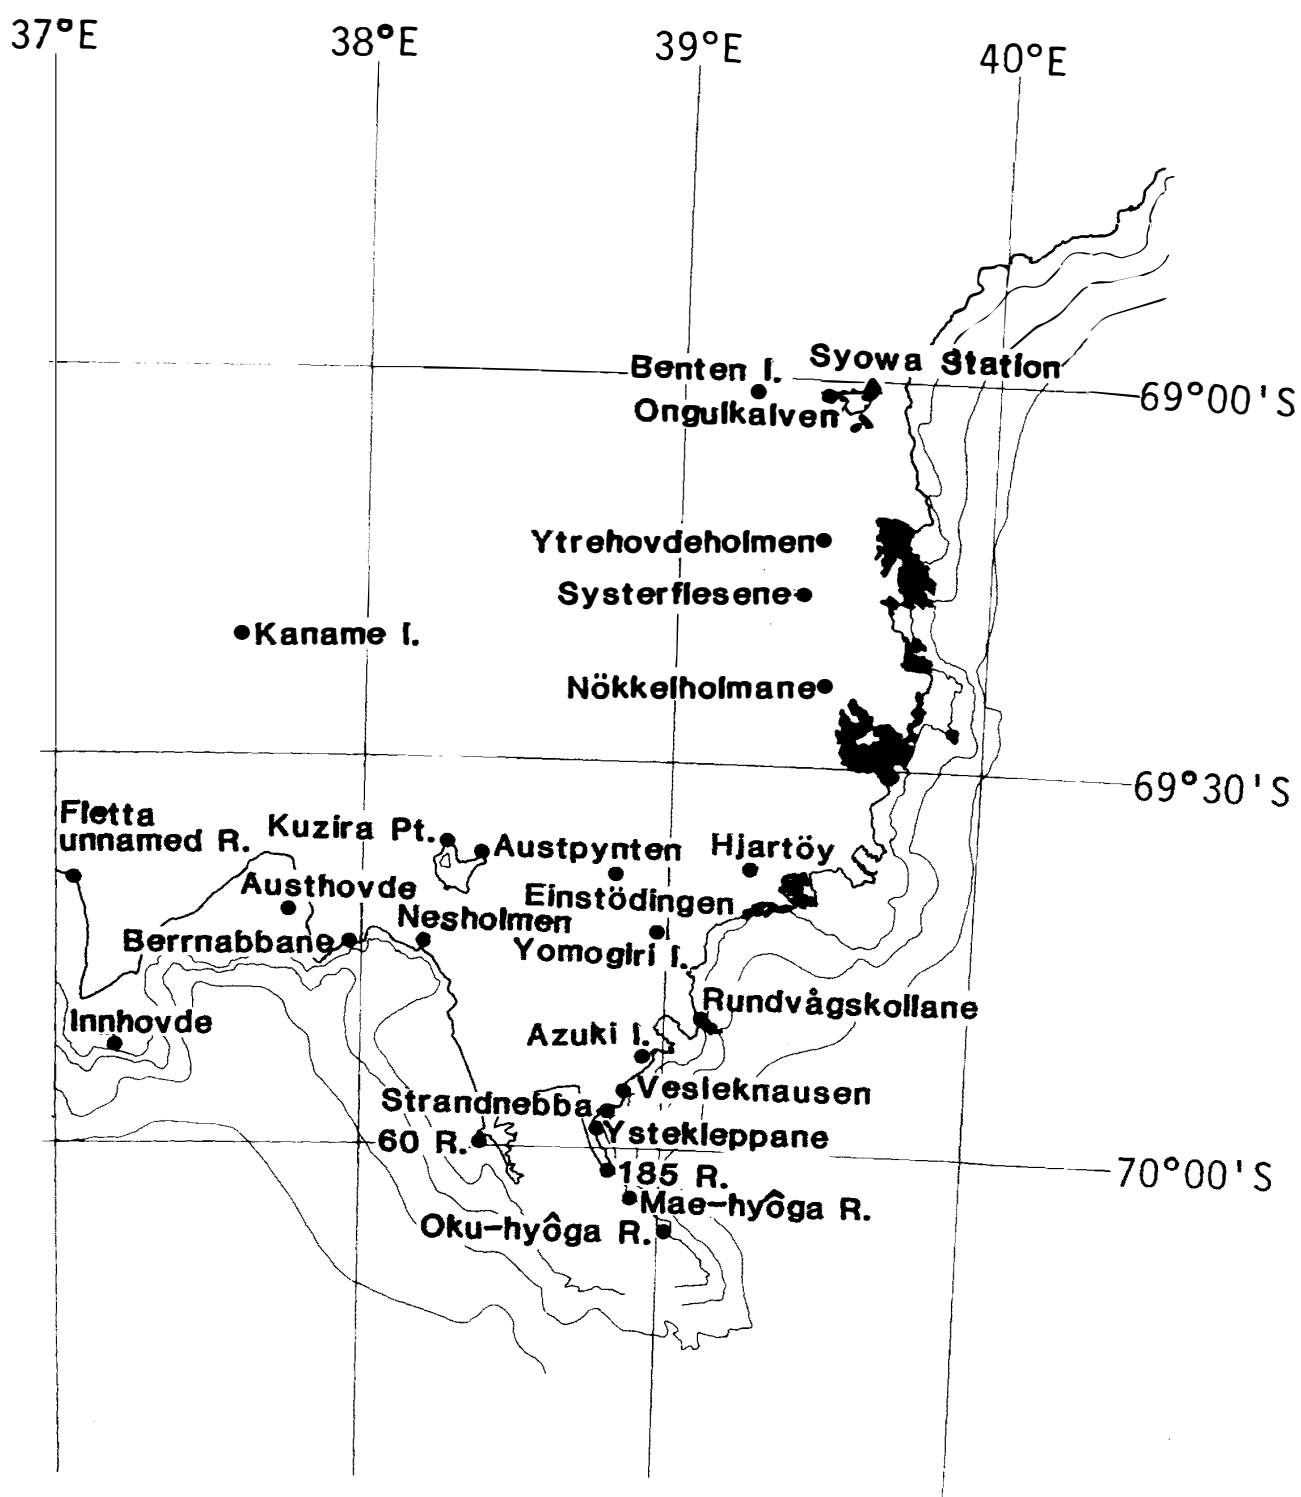 37°E
38°E
39°E
40°E
Benten I.
Syowa Station
69°00'S
Ongulkalven
Ytrehovdeholmen
Systerflesene
Kaname I.
Nökkelholmane
69°30'S
Fletta
unnamed R.
Kuzira Pt.
Austpynten
Hjartöy
Austhovde
Einstödingen
Nesholmen
Berrnabbane
Yomogiri I.
Rundvågskollane
Innhovde
Azuki I.
Vesleknausen
Strandnebba
Ystekleppane
60 R.
185 R.
70°00'S
Mae-hyôga R.
Oku-hyôga R.